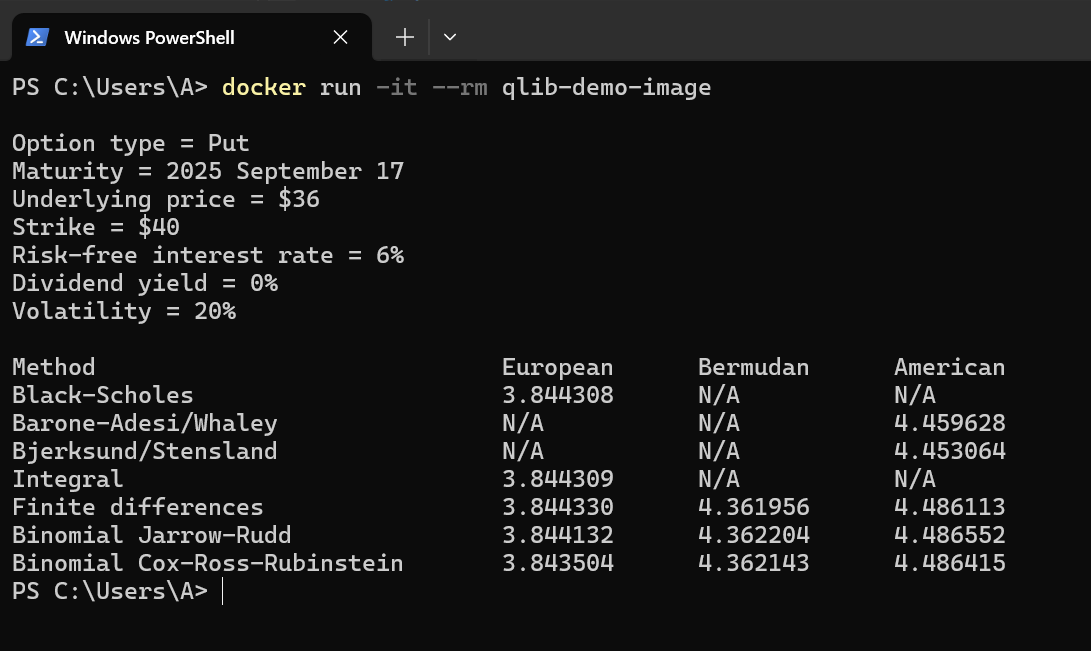 Windows PowerShell
PS C:\Users\A> docker run -it --rm qlib-demo-image
Option type = Put
Maturity = 2025 September 17
Underlying price = $36
Strike = $40
Risk-free interest rate = 6%
Dividend yield = 0%
Volatility = 20%
Method European Bermudan American
Black-Scholes 3.844308 N/A N/A
Barone-Adesi/Whaley N/A N/A 4.459628
Bjerksund/Stensland N/A N/A 4.453064
Integral 3.844309 N/A N/A
Finite differences 3.844330 4.361956 4.486113
Binomial Jarrow-Rudd 3.844132 4.362204 4.486552
Binomial Cox-Ross-Rubinstein 3.843504 4.362143 4.486415
PS C:\Users\A>